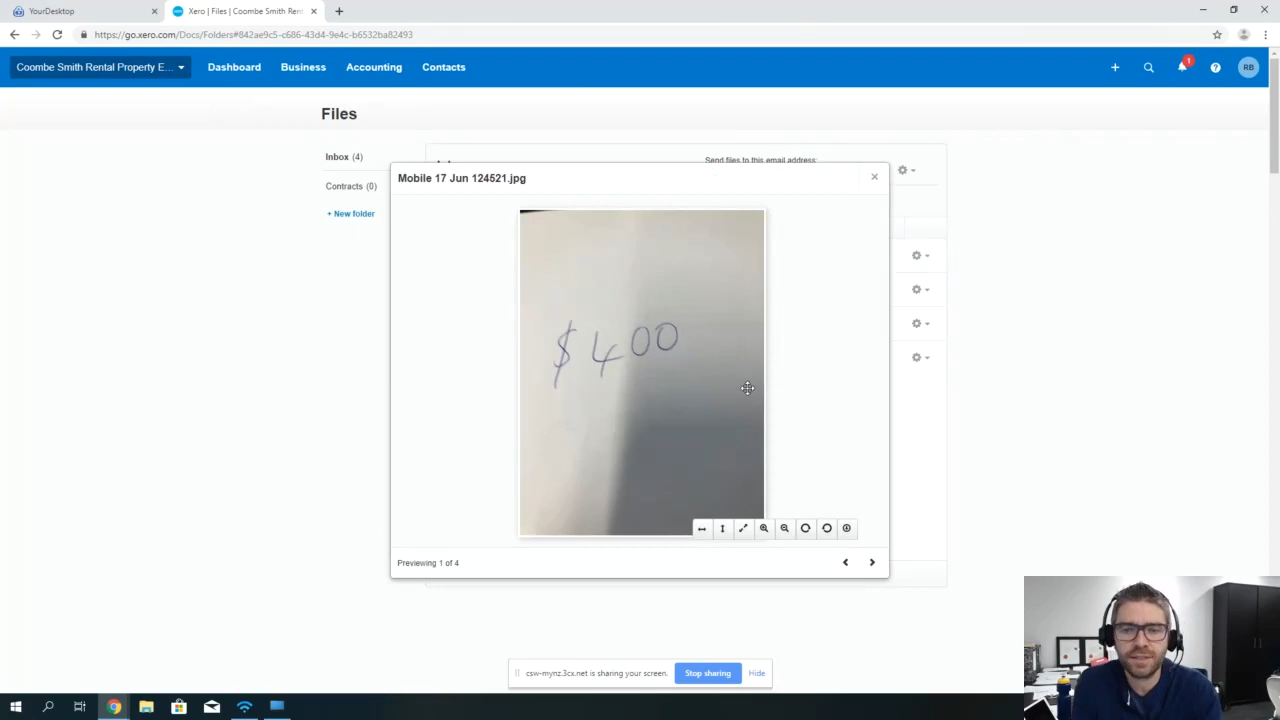 YourDesktop
Xero | Files | Coombe Smith Rent
https://go.xero.com/Docs/Folders#842ae9c5-c686-43d4-9e4c-b6532ba82493
Coombe Smith Rental Property E... Dashboard Business Accounting Contacts 1 RB
Files
Inbox (4)
Send files to this email address:
Mobile 17 Jun 124521.jpg
Contracts (0)
+ New folder
$400
Previewing 1 of 4
csw-mynz.3cx.net is sharing your screen. Stop sharing Hide